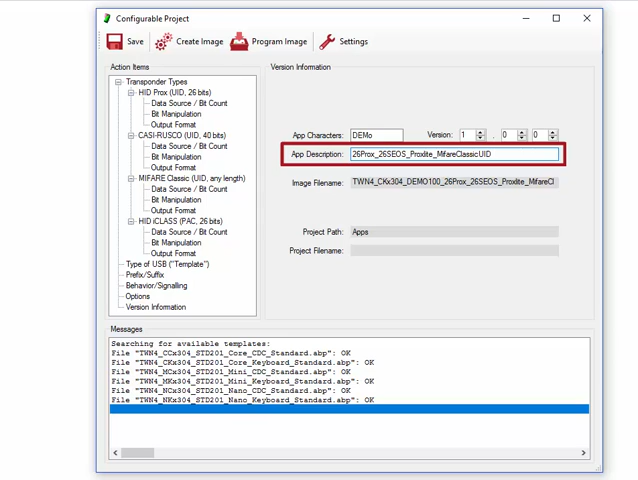 Configurable Project
Save Create Image Program Image Settings
Action Items
Transponder Types
HID Prox (UID, 26 bits)
Data Source / Bit Count
Bit Manipulation
Output Format
CASI-RUSCO (UID, 40 bits)
Data Source / Bit Count
Bit Manipulation
Output Format
MIFARE Classic (UID, any length)
Data Source / Bit Count
Bit Manipulation
Output Format
HID iCLASS (PAC, 26 bits)
Data Source / Bit Count
Bit Manipulation
Output Format
Type of USB ("Template")
Prefix/Suffix
Behavior/Signalling
Options
Version Information
Version Information
App Characters: DEMo Version: 1 . 0 0
App Description: 26Prox_26SEOS_Proxlite_MifareClassicUID
Image Filename: TWN4_CKx304_DEMO100_26Prox_26SEOS_Proxlite_MifareCl
Project Path: Apps
Project Filename:
Messages
Searching for available templates:
File "TWN4_CCx304_STD201_Core_CDC_Standard.abp": OK
File "TWN4_CKx304_STD201_Core_Keyboard_Standard.abp": OK
File "TWN4_MCx304_STD201_Mini_CDC_Standard.abp": OK
File "TWN4_MKx304_STD201_Mini_Keyboard_Standard.abp": OK
File "TWN4_NCx304_STD201_Nano_CDC_Standard.abp": OK
File "TWN4_NKx304_STD201_Nano_Keyboard_Standard.abp": OK